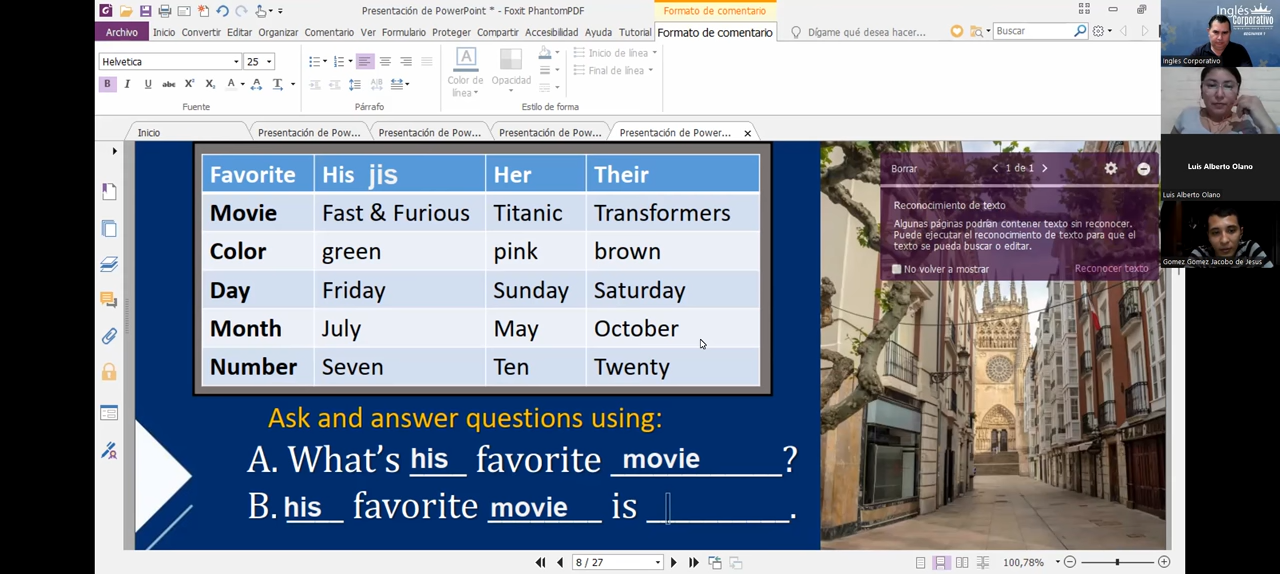 Presentación de PowerPoint * - Foxit PhantomPDF
Formato de comentario
Archivo Inicio Convertir Editar Organizar Comentario Ver Formulario Proteger Compartir Accesibilidad Ayuda Tutorial Formato de comentario Dígame qué desea hacer... Buscar
Helvetica 25
Color de línea Opacidad Inicio de línea
Final de línea
Fuente Párrafo Estilo de forma
Inicio Presentación de Pow... Presentación de Pow... Presentación de Pow... Presentación de Power...
Favorite His jis Her Their
Movie Fast & Furious Titanic Transformers
Color green pink brown
Day Friday Sunday Saturday
Month July May October
Number Seven Ten Twenty
Ask and answer questions using:
A. What's his favorite movie ?
B. his favorite movie is ________.
Borrar 1 de 1
Reconocimiento de texto
Algunas páginas podrían contener texto sin reconocer.
Puede ejecutar el reconocimiento de texto para que el
texto se pueda buscar o editar.
No volver a mostrar Reconocer texto
8 / 27 100,78%
Inglés
Corporativo
BEGINNER 1
Inglés Corporativo
Luis Alberto Olano
Luis Alberto Olano
Gomez Gomez Jacobo de Jesus